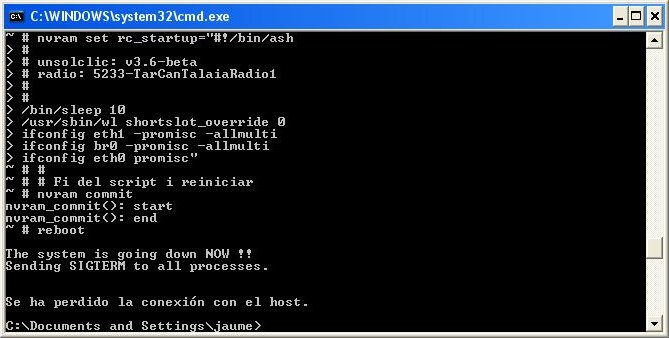 C:\WINDOWS\system32\cmd.exe
~ # nvram set rc_startup="#!/bin/ash
> #
> # unsolclic: v3.6-beta
> # radio: 5233-TarCanTalaiaRadio1
> #
> #
> /bin/sleep 10
> /usr/sbin/wl shortslot_override 0
> ifconfig eth1 -promisc -allmulti
> ifconfig br0 -promisc -allmulti
> ifconfig eth0 promisc"
~ # #
~ # # Fi del script i reiniciar
~ # nvram commit
nvram_commit(): start
nvram_commit(): end
~ # reboot
The system is going down NOW !!
Sending SIGTERM to all processes.
Se ha perdido la conexión con el host.
C:\Documents and Settings\jaume>